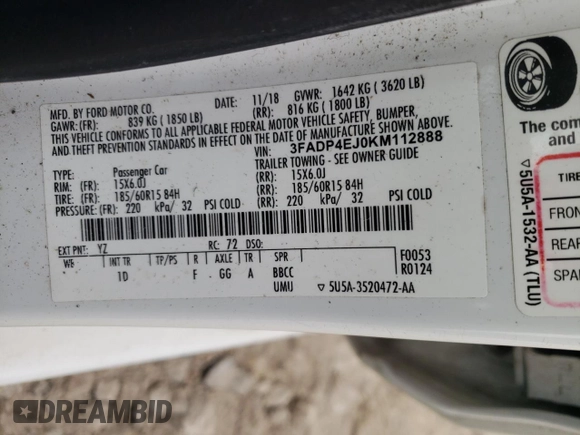 MFD. BY FORD MOTOR CO.
DATE: 11/18 GVWR: 1642 KG ( 3620 LB)
GAWR: (FR): 839 KG ( 1850 LB) (RR): 816 KG ( 1800 LB)
THIS VEHICLE CONFORMS TO ALL APPLICABLE FEDERAL MOTOR VEHICLE SAFETY, BUMPER,
AND THEFT PREVENTION STANDARDS IN EFFECT ON THE DATE OF MANUFACTURE SHOWN ABOVE.
VIN: 3FADP4EJ0KM112888
TYPE: Passenger Car TRAILER TOWING - SEE OWNER GUIDE
RIM: (FR): 15X6.0J (RR): 15X6.0J
TIRE: (FR): 185/60R15 84H (RR): 185/60R15 84H
PRESSURE: (FR): 220 kPa/ 32 PSI COLD (RR): 220 kPa/ 32 PSI COLD
EXT PNT: YZ RC: 72 DSO:
WB INT TR TP/PS R AXLE TR SPR F0053
1D F GG A BBCC R0124
UMU ▽ 5U5A-3520472-AA
▽5U5A-1532-AA (TLU)
The com
TIRE
FRON
REAR
SPA
DREAMBID